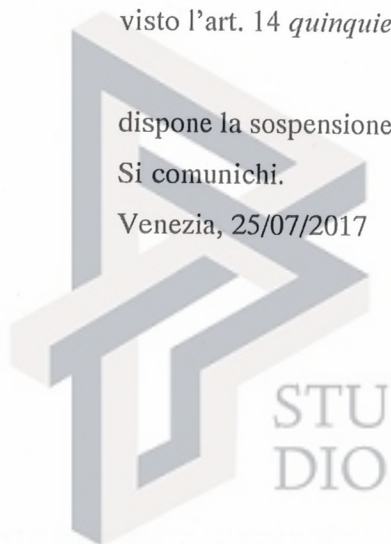 visto l'art. 14 quinquie
dispone la sospensione
Si comunichi.
Venezia, 25/07/2017
STU
DIO